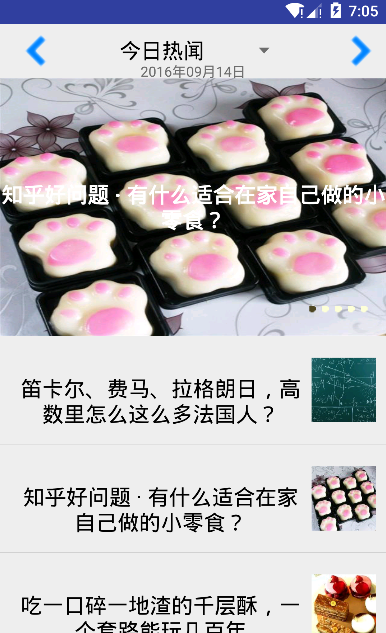 7:05
今日热闻
2016年09月14日
知乎好问题 · 有什么适合在家自己做的小
零食？
笛卡尔、费马、拉格朗日，高
数里怎么这么多法国人？
知乎好问题 · 有什么适合在家
自己做的小零食？
吃一口碎一地渣的千层酥，一
个套路能玩几百年